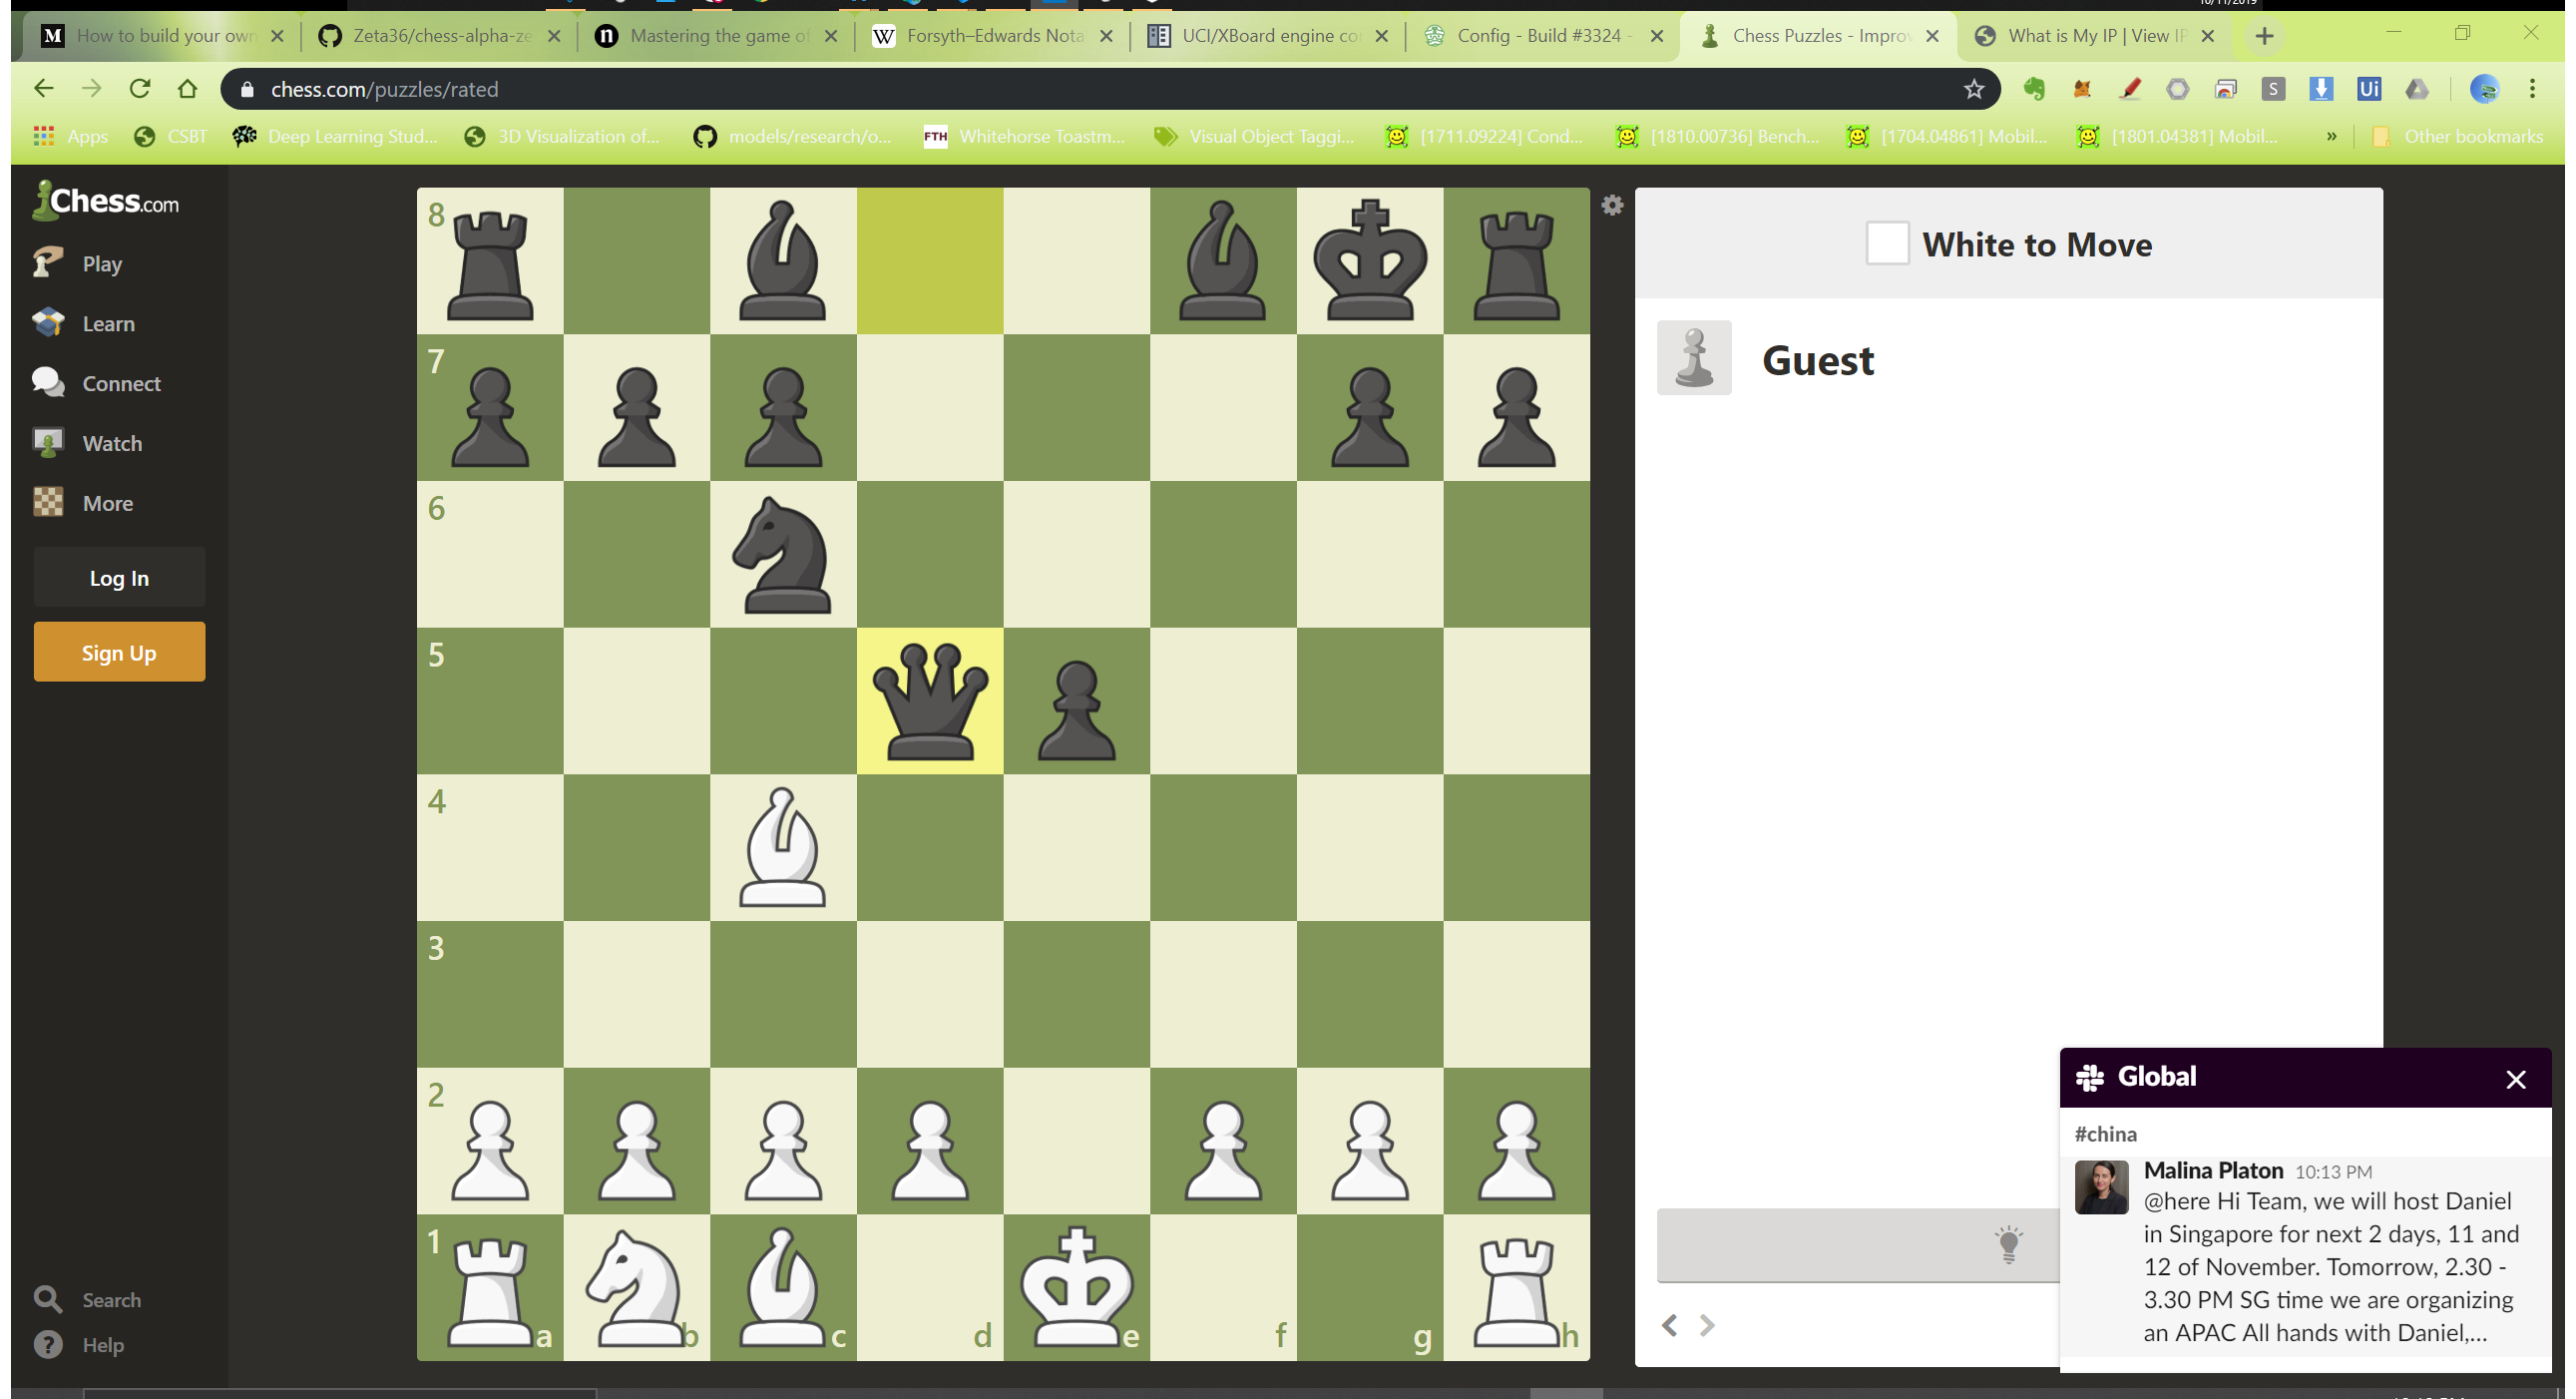 10/11/2019
How to build your own
Zeta36/chess-alpha-ze
Mastering the game of
Forsyth–Edwards Nota
UCI/XBoard engine co
Config - Build #3324 -
Chess Puzzles - Improv
What is My IP | View IP
chess.com/puzzles/rated
Apps
CSBT
Deep Learning Stud...
3D Visualization of...
models/research/o...
FTH
Whitehorse Toastm...
Visual Object Taggi...
[1711.09224] Cond...
[1810.00736] Bench...
[1704.04861] Mobil...
[1801.04381] Mobil...
»
Other bookmarks
Chess.com
Play
Learn
Connect
Watch
More
Log In
Sign Up
Search
Help
8
7
6
5
4
3
2
1
a
b
c
d
e
f
g
h
White to Move
Guest
Global
#china
Malina Platon 10:13 PM
@here Hi Team, we will host Daniel
in Singapore for next 2 days, 11 and
12 of November. Tomorrow, 2.30 -
3.30 PM SG time we are organizing
an APAC All hands with Daniel,...